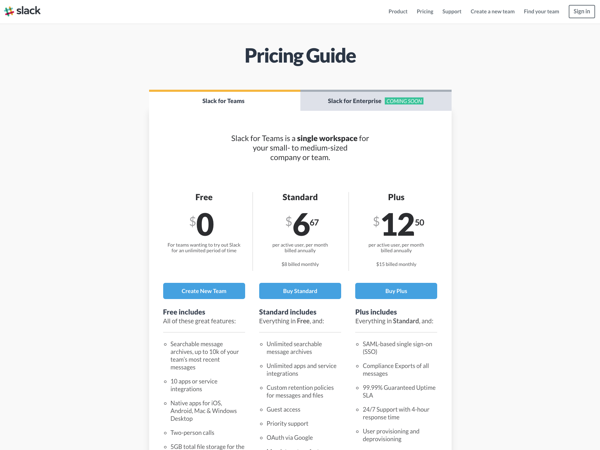 slack
Product Pricing Support Create a new team Find your team Sign in
Pricing Guide
Slack for Teams
Slack for Enterprise COMING SOON
Slack for Teams is a single workspace for
your small- to medium-sized
company or team.
Free
$0
For teams wanting to try out Slack
for an unlimited period of time
Create New Team
Free includes
All of these great features:
Searchable message
archives, up to 10k of your
team's most recent
messages
10 apps or service
integrations
Native apps for iOS,
Android, Mac & Windows
Desktop
Two-person calls
5GB total file storage for the
Standard
$6 67
per active user, per month
billed annually
$8 billed monthly
Buy Standard
Standard includes
Everything in Free, and:
Unlimited searchable
message archives
Unlimited apps and service
integrations
Custom retention policies
for messages and files
Guest access
Priority support
OAuth via Google
Plus
$12 50
per active user, per month
billed annually
$15 billed monthly
Buy Plus
Plus includes
Everything in Standard, and:
SAML-based single sign-on
(SSO)
Compliance Exports of all
messages
99.99% Guaranteed Uptime
SLA
24/7 Support with 4-hour
response time
User provisioning and
deprovisioning